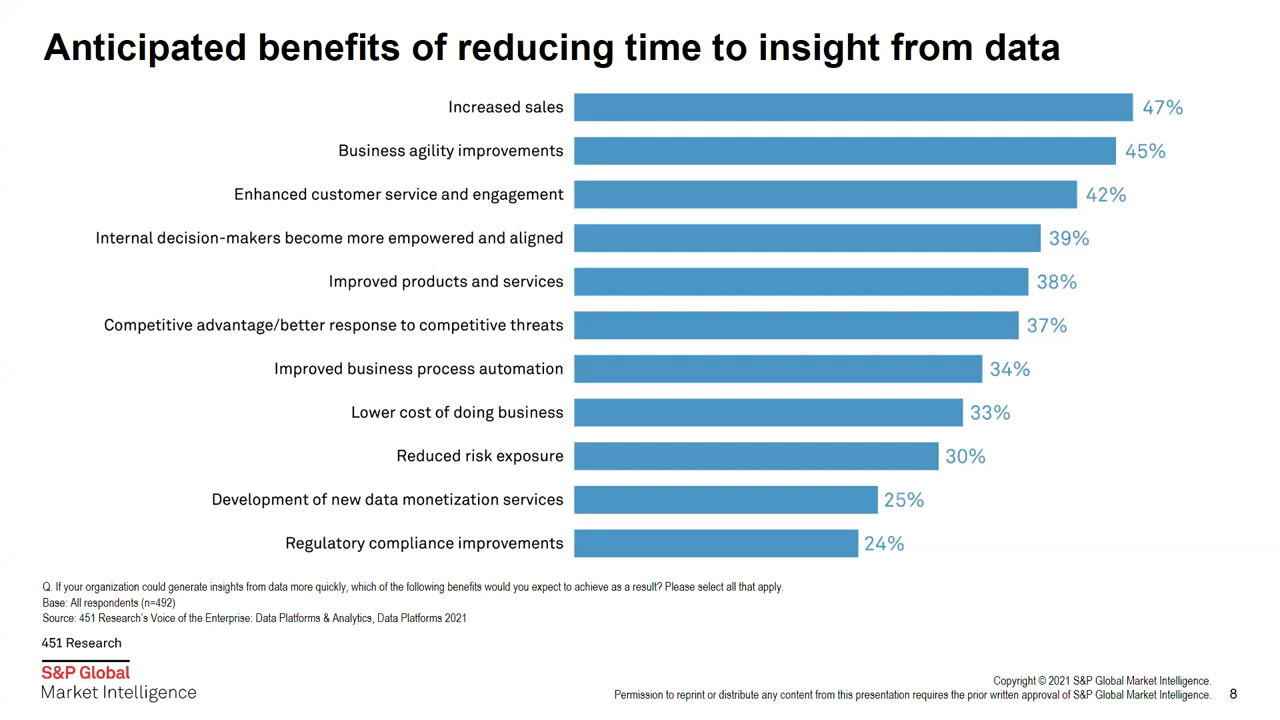 Anticipated benefits of reducing time to insight from data
Increased sales 47%
Business agility improvements 45%
Enhanced customer service and engagement 42%
Internal decision-makers become more empowered and aligned 39%
Improved products and services 38%
Competitive advantage/better response to competitive threats 37%
Improved business process automation 34%
Lower cost of doing business 33%
Reduced risk exposure 30%
Development of new data monetization services 25%
Regulatory compliance improvements 24%
Q. If your organization could generate insights from data more quickly, which of the following benefits would you expect to achieve as a result? Please select all that apply.
Base: All respondents (n=492)
Source: 451 Research's Voice of the Enterprise: Data Platforms & Analytics, Data Platforms 2021
451 Research
S&P Global
Market Intelligence
Copyright © 2021 S&P Global Market Intelligence.
Permission to reprint or distribute any content from this presentation requires the prior written approval of S&P Global Market Intelligence. 8